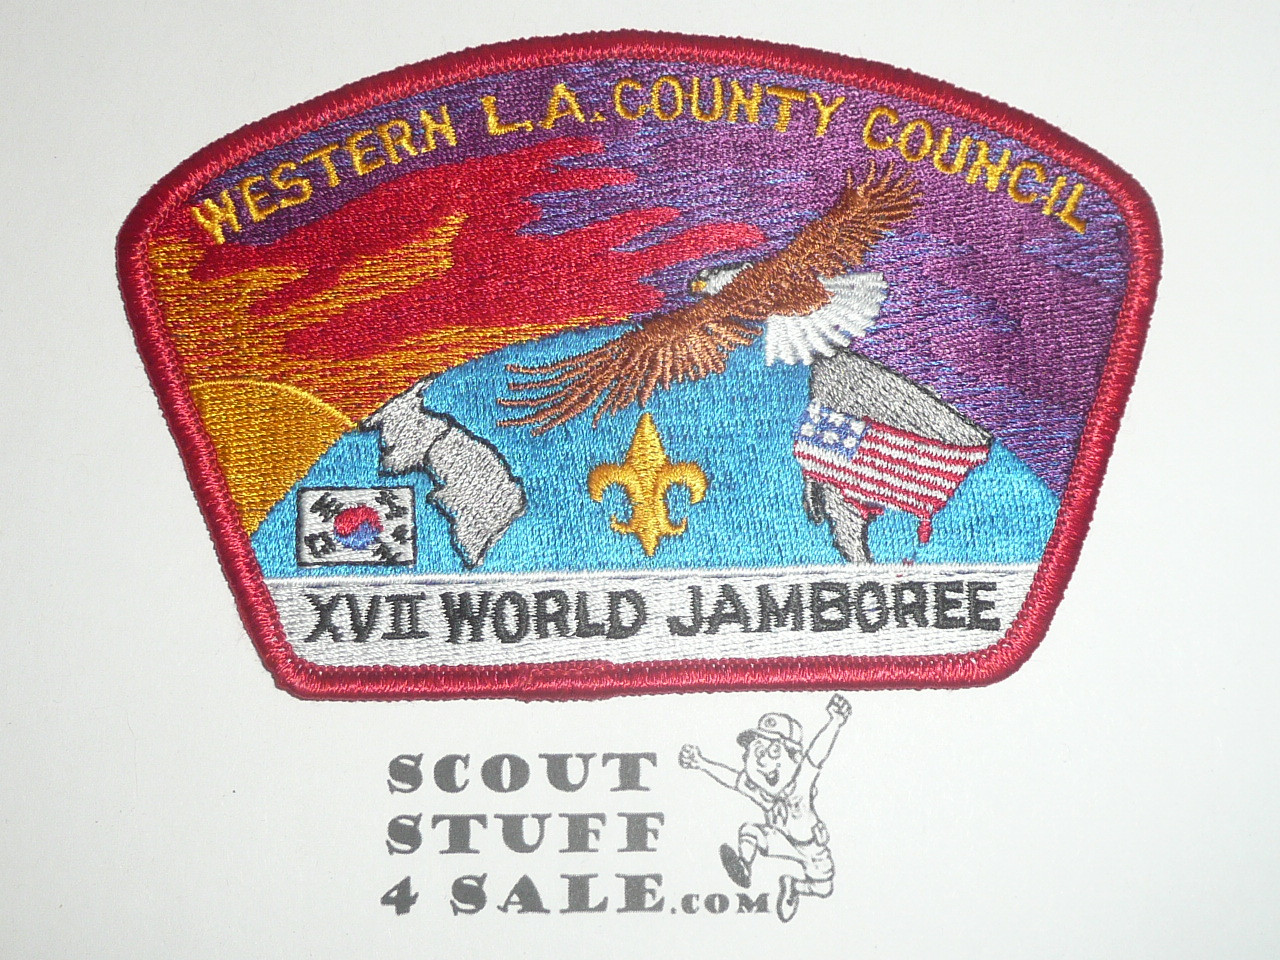 WESTERN L.A. COUNTY COUNCIL
XVII WORLD JAMBOREE
SCOUT
STUFF
4 SALE.COM